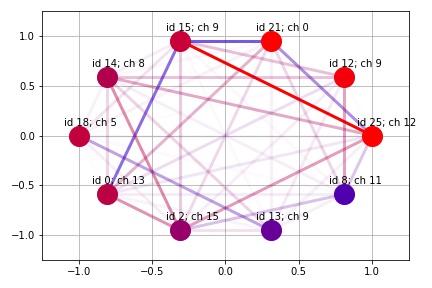 id 15; ch 9
id 21; ch 0
1.0
id 14; ch 8
id 12; ch 9
0.5
id 18; ch 5
id 25; ch 12
0.0
id 0; ch 13
id 8; ch 11
−0.5
id 2; ch 15
id 13; ch 9
−1.0
−1.0 −0.5 0.0 0.5 1.0